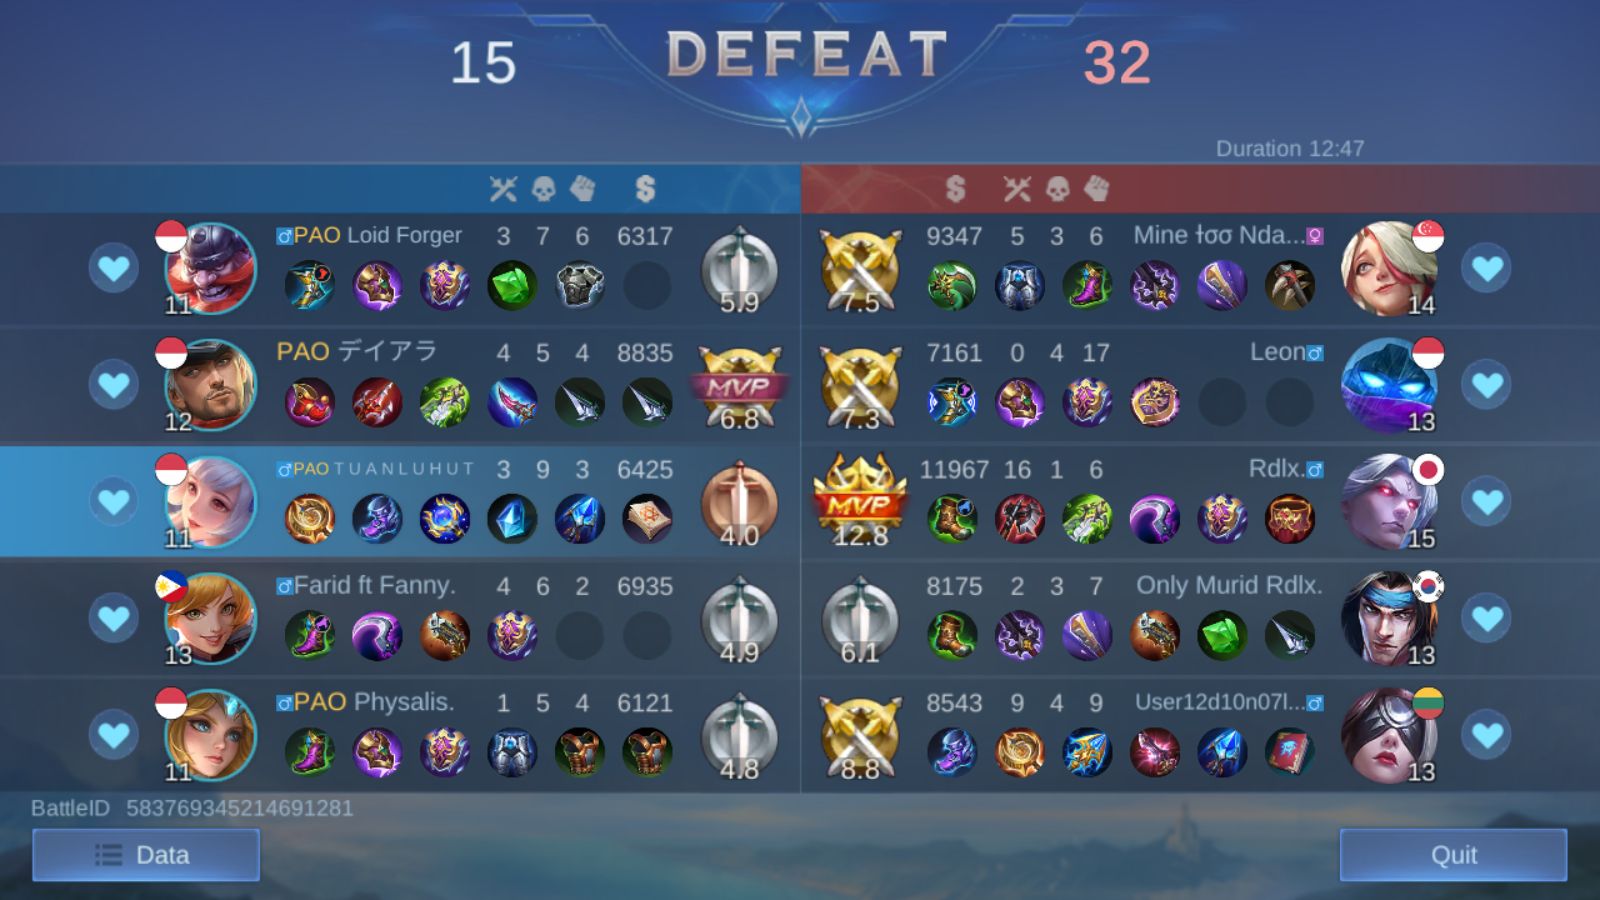 15 DEFEAT 32
Duration 12:47
PAO Loid Forger 3 7 6 6317
11 5.9
9347 5 3 6 Mine ɫσσ Nda...
7.5 14
PAO デイアラ 4 5 4 8835
MVP
12 6.8
7161 0 4 17 Leon
7.3 13
PAO TUANLUHUT 3 9 3 6425
11 4.0
11967 16 1 6 Rdlx.
MVP
12.8 15
Farid ft Fanny. 4 6 2 6935
13 4.9
8175 2 3 7 Only Murid Rdlx.
6.1 13
PAO Physalis. 1 5 4 6121
11 4.8
8543 9 4 9 User12d10n07l...
8.8 13
BattleID 583769345214691281
Data
Quit